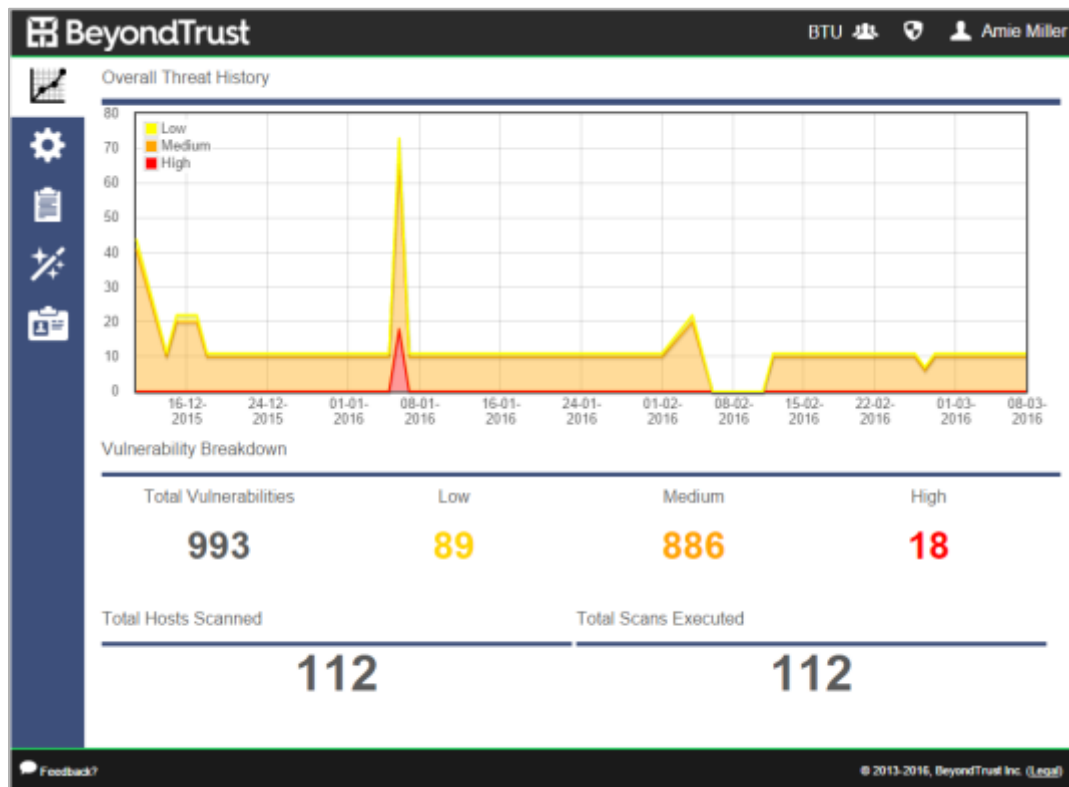 BeyondTrust
BTU
Amie Miller
Overall Threat History
80
70
60
50
40
30
20
10
0
Low
Medium
High
16-12-
2015
24-12-
2015
01-01-
2016
08-01-
2016
16-01-
2016
24-01-
2016
01-02-
2016
08-02-
2016
15-02-
2016
22-02-
2016
01-03-
2016
08-03-
2016
Vulnerability Breakdown
Total Vulnerabilities Low Medium High
993 89 886 18
Total Hosts Scanned Total Scans Executed
112 112
Feedback? © 2013-2016, BeyondTrust Inc. (Legal)